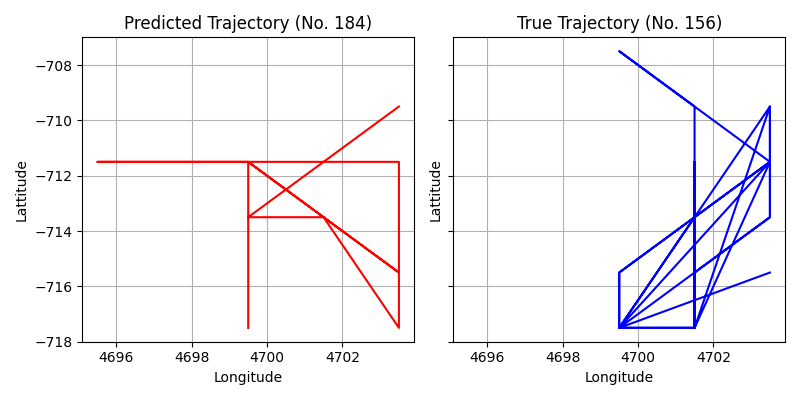 Predicted Trajectory (No. 184)
True Trajectory (No. 156)
−708
−710
−712
−714
−716
−718
Lattitude
Lattitude
4696
4698
4700
4702
4696
4698
4700
4702
Longitude
Longitude